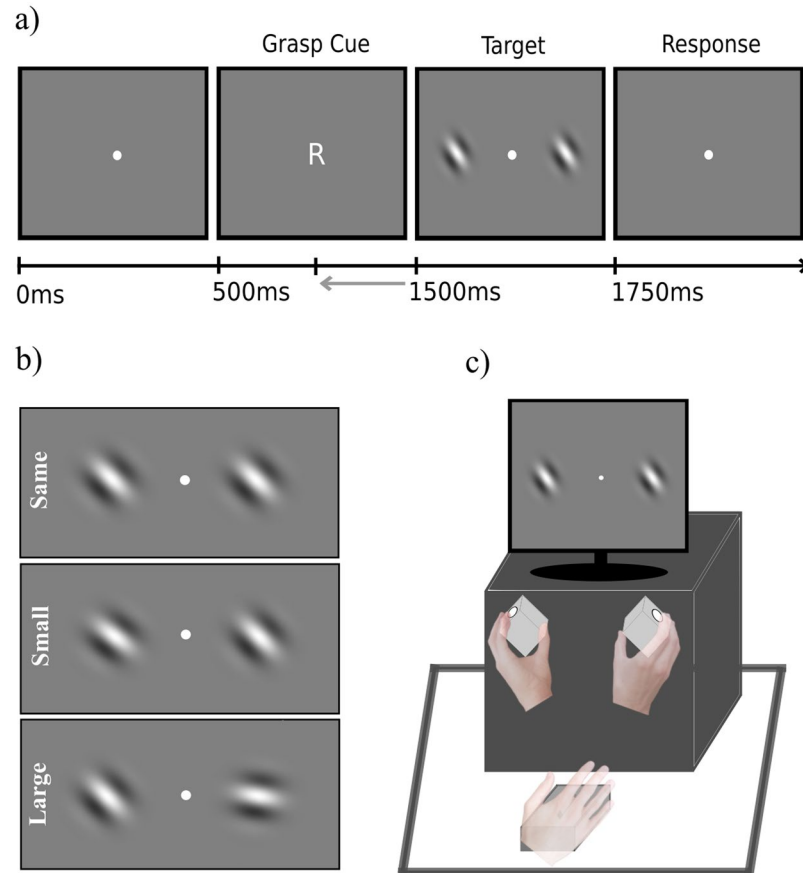 a)
Grasp Cue
Target
Response
R
0ms
500ms
1500ms
1750ms
b)
Same
Small
Large
c)